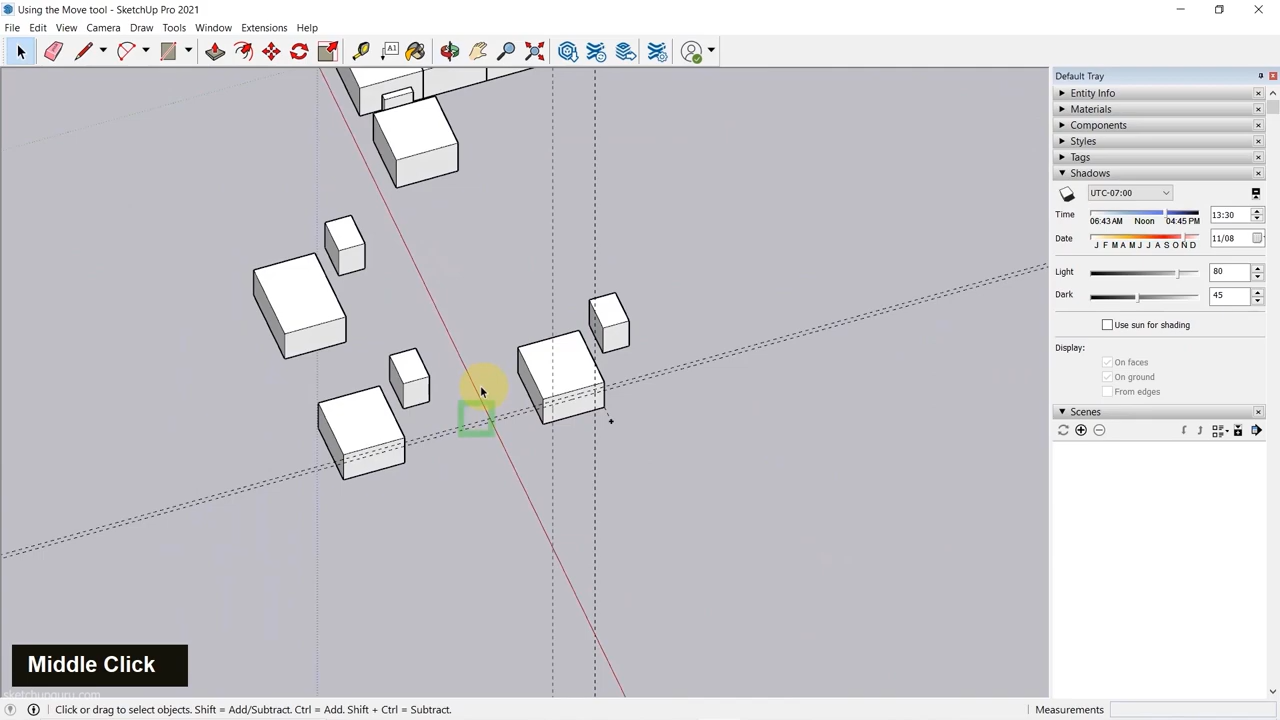 Using the Move tool - SketchUp Pro 2021
File Edit View Camera Draw Tools Window Extensions Help
A1
Default Tray
Entity Info
Materials
Components
Styles
Tags
Shadows
UTC-07:00
Time
06:43 AM Noon 04:45 PM
13:30
Date
J F M A M J J A S O N D
11/08
Light
80
Dark
45
Use sun for shading
Display:
On faces
On ground
From edges
Scenes
Middle Click
sketchupguru.com
Click or drag to select objects. Shift = Add/Subtract. Ctrl = Add. Shift + Ctrl = Subtract.
Measurements